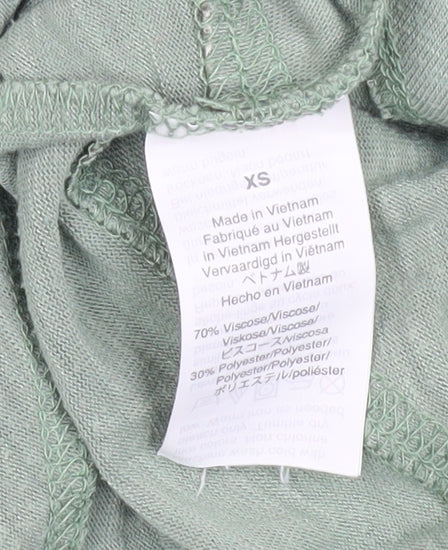 XS
Made in Vietnam
Fabriqué au Vietnam
in Vietnam Hergestellt
Vervaardigd in Viëtnam
ベトナム製
Hecho en Vietnam
70% Viscose/Viscose/
Viskose/Viscose/
ビスコース/viscosa
30% Polyester/Polyester/
Polyester/Polyester/
ポリエステル/poliéster